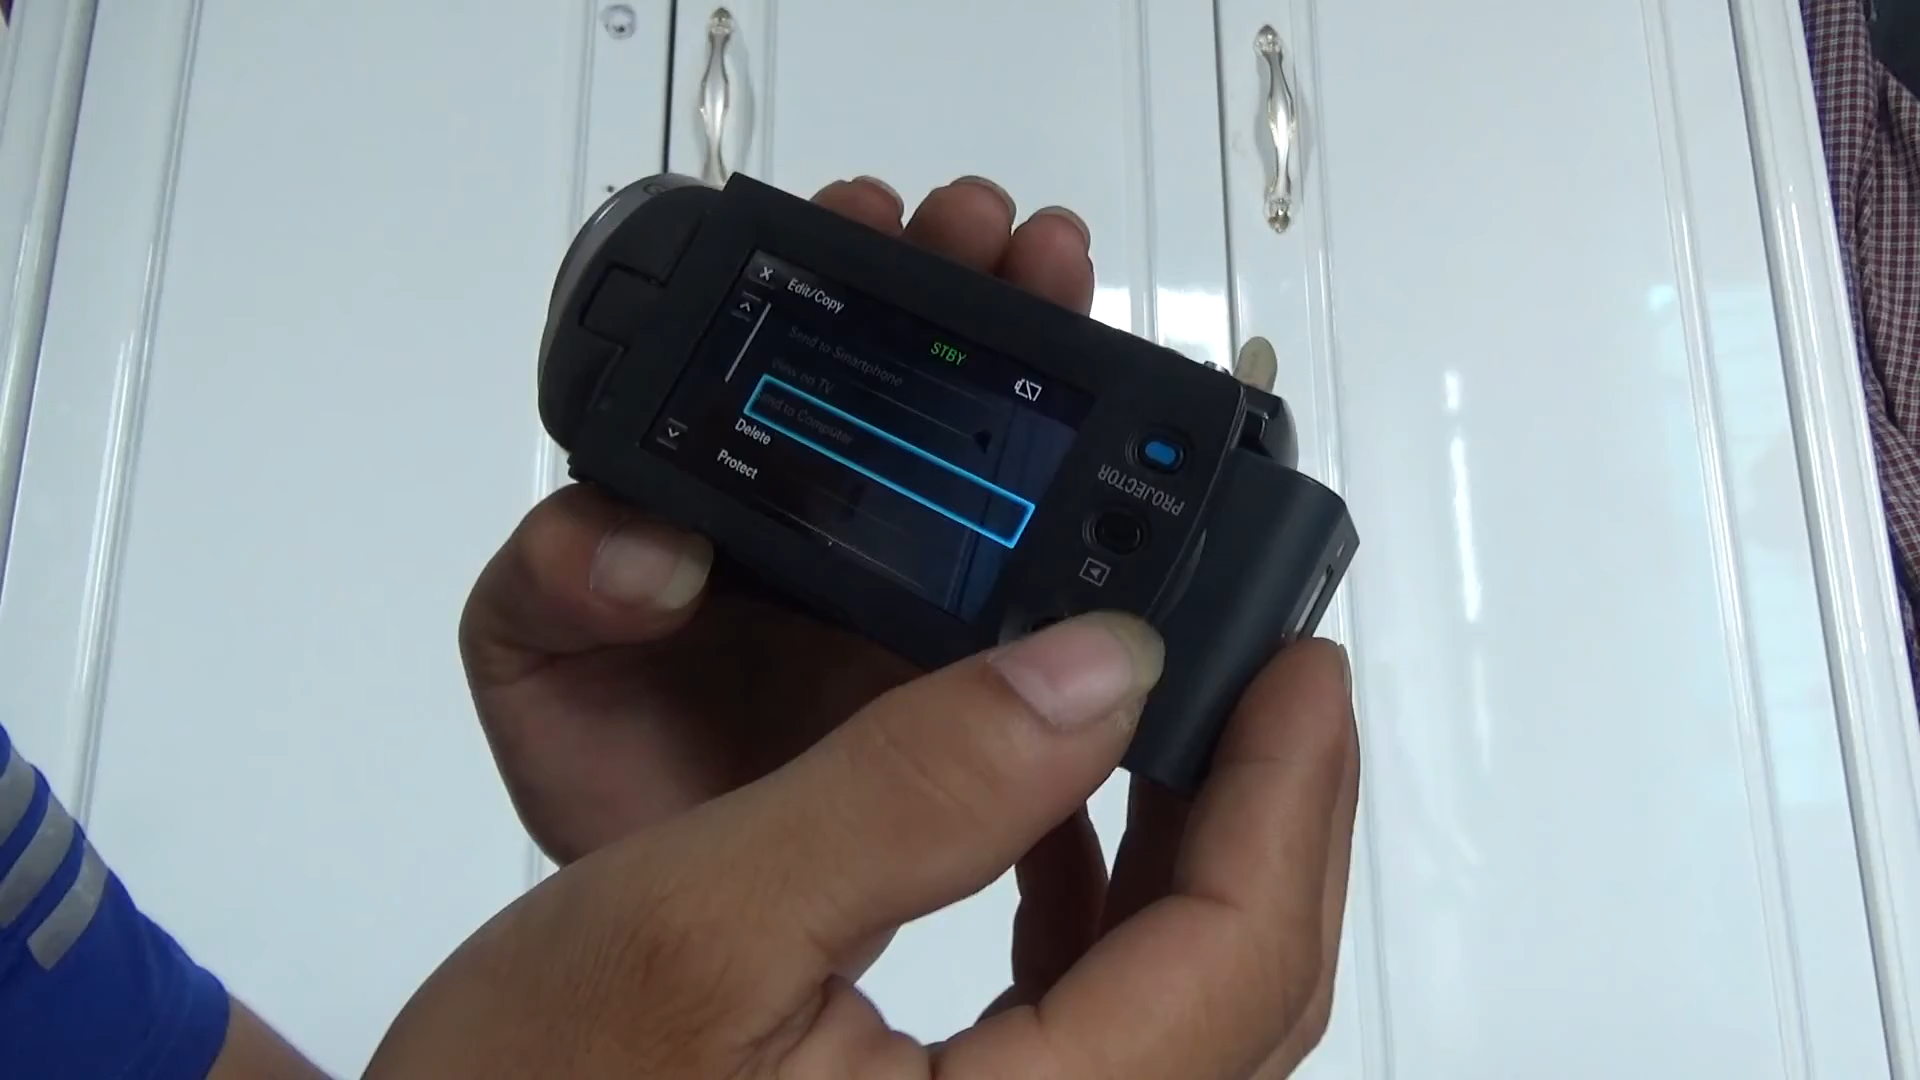 Edit/Copy
STBY
Send to Smartphone
View on TV
Send to Computer
Delete
Protect
PROJECTOR